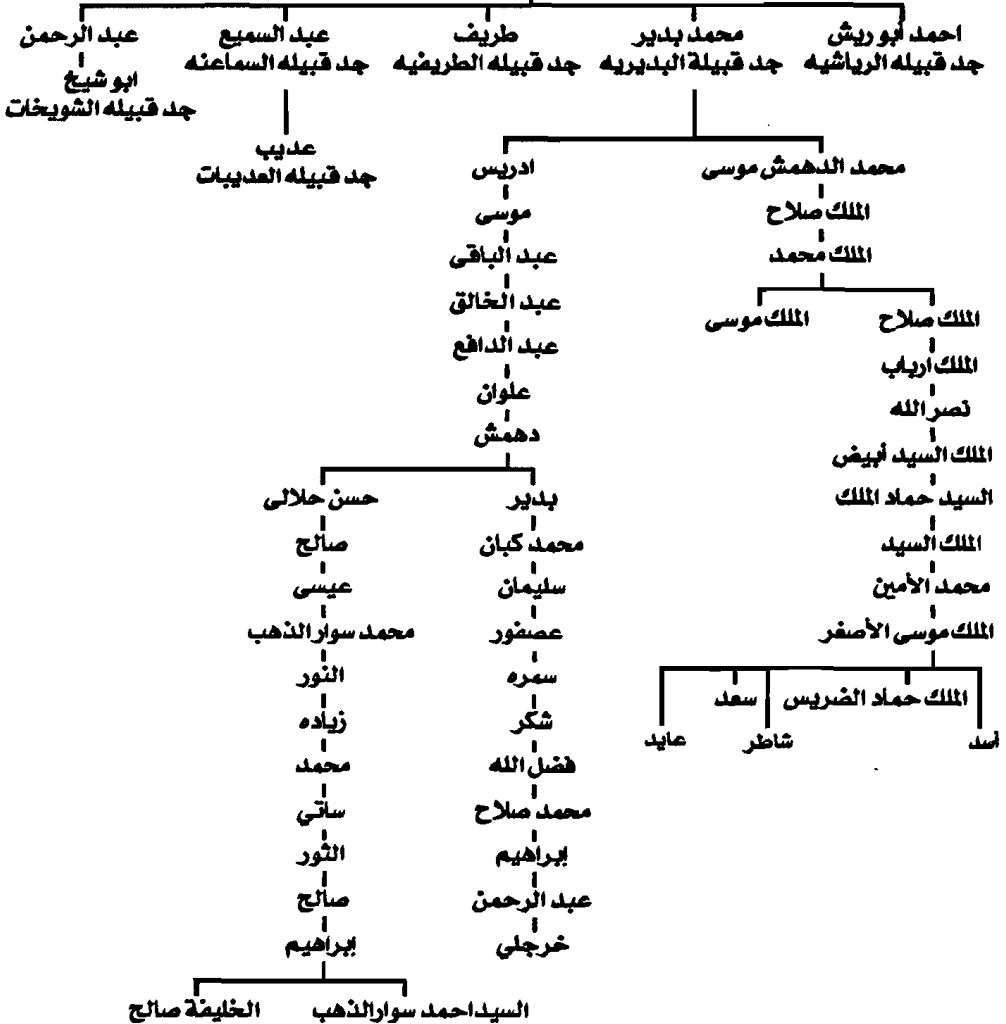 احمد أبو ريش
جد قبيله الرياشيه
محمد بدير
جد قبيلة البديريه
طريف
جد قبيله الطريفيه
عبد السميع
جد قبيله السماعنه
عبد الرحمن
ابو شيخ
جد قبيله الشويخات
عديب
جد قبيله العديبات
محمد الدهمش موسى
الملك صلاح
الملك محمد
الملك صلاح
الملك موسى
الملك ارباب
نصر الله
الملك السيد أبيض
السيد حماد الملك
الملك السيد
محمد الأمين
الملك موسى الأصغر
أسد
الملك حماد الضريس
شاطر
سعد
عايد
ادريس
موسى
عبد الباقى
عبد الخالق
عبد الدافع
علوان
دهمش
بدير
محمد كبان
سليمان
عصفور
سمره
شكر
فضل الله
محمد صلاح
إبراهيم
عبد الرحمن
خرجلي
حسن حلالى
صالح
عيسى
محمد سوار الذهب
النور
زياده
محمد
ساتي
النور
صالح
إبراهيم
السيد احمد سوار الذهب
الخليفة صالح